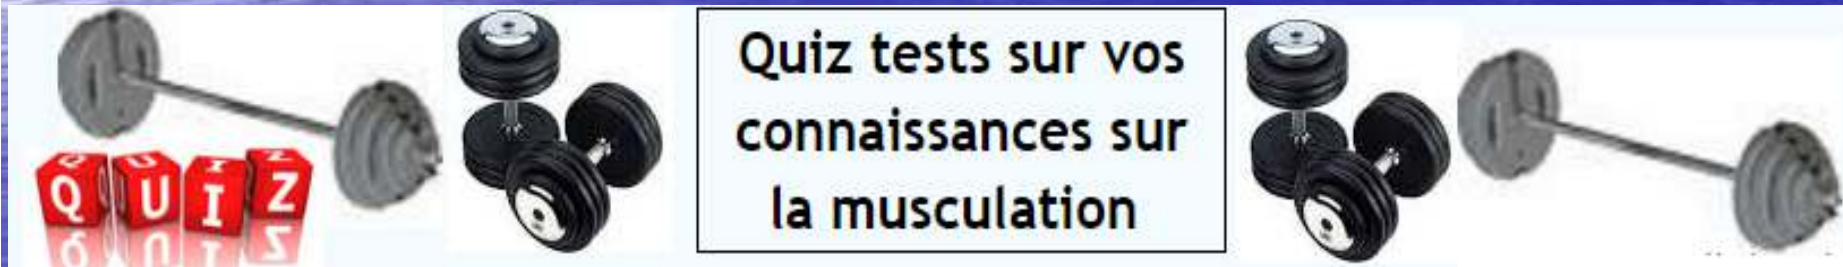 Quiz tests sur vos
connaissances sur
la musculation
QUIZ